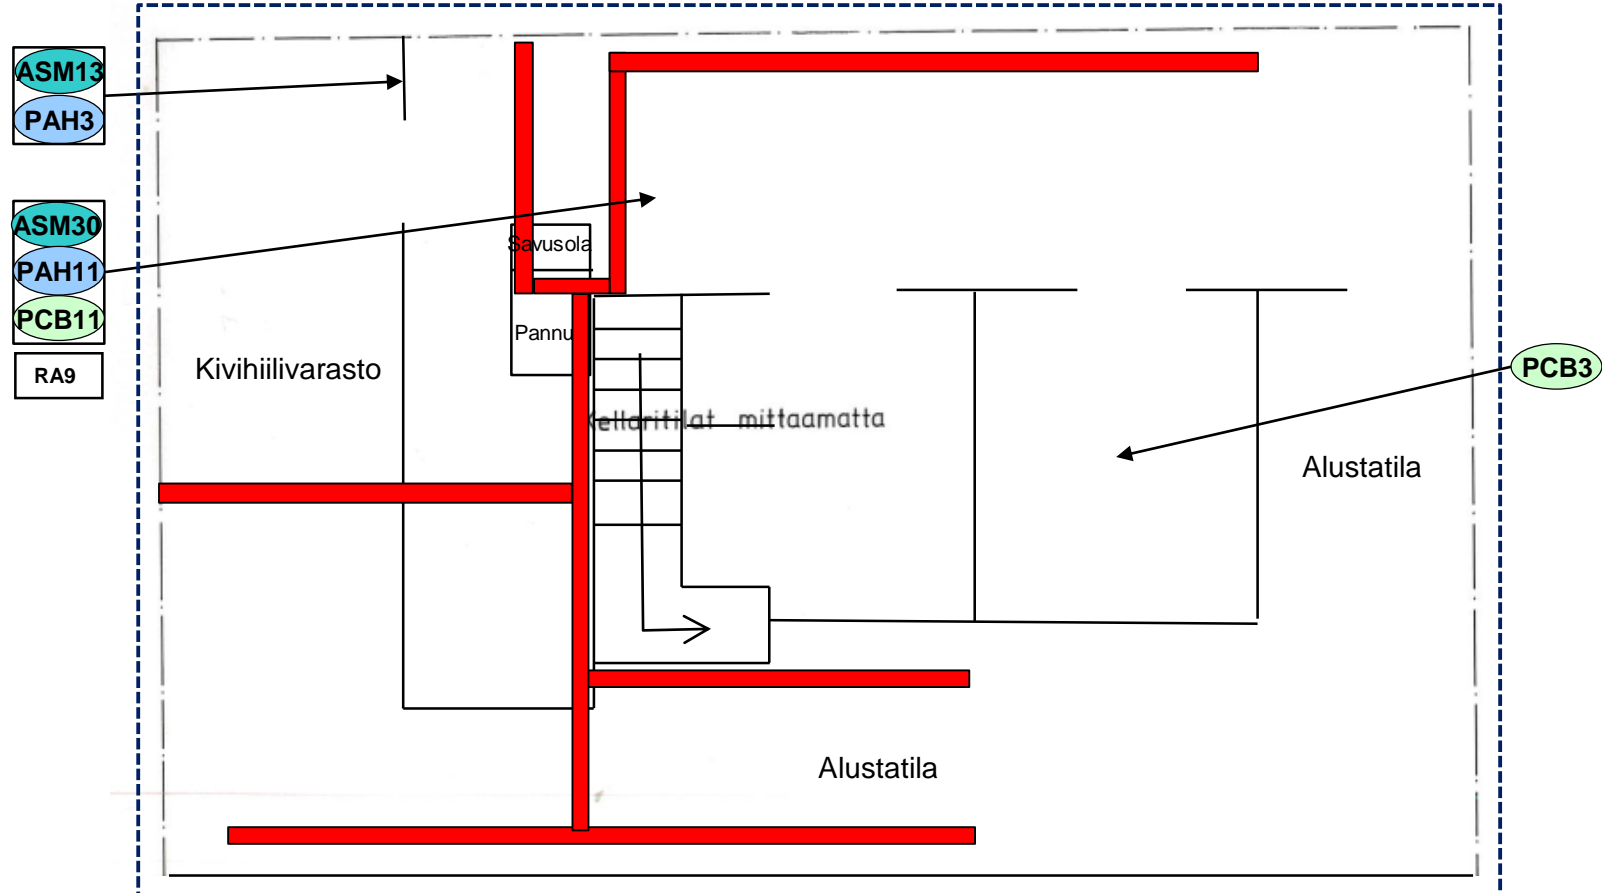 ASM13
PAH3
ASM30
PAH11
PCB11
RA9
Savusola
Pannu
Kivihiilivarasto
PCB3
Kellaritilat mittaamatta
Alustatila
Alustatila